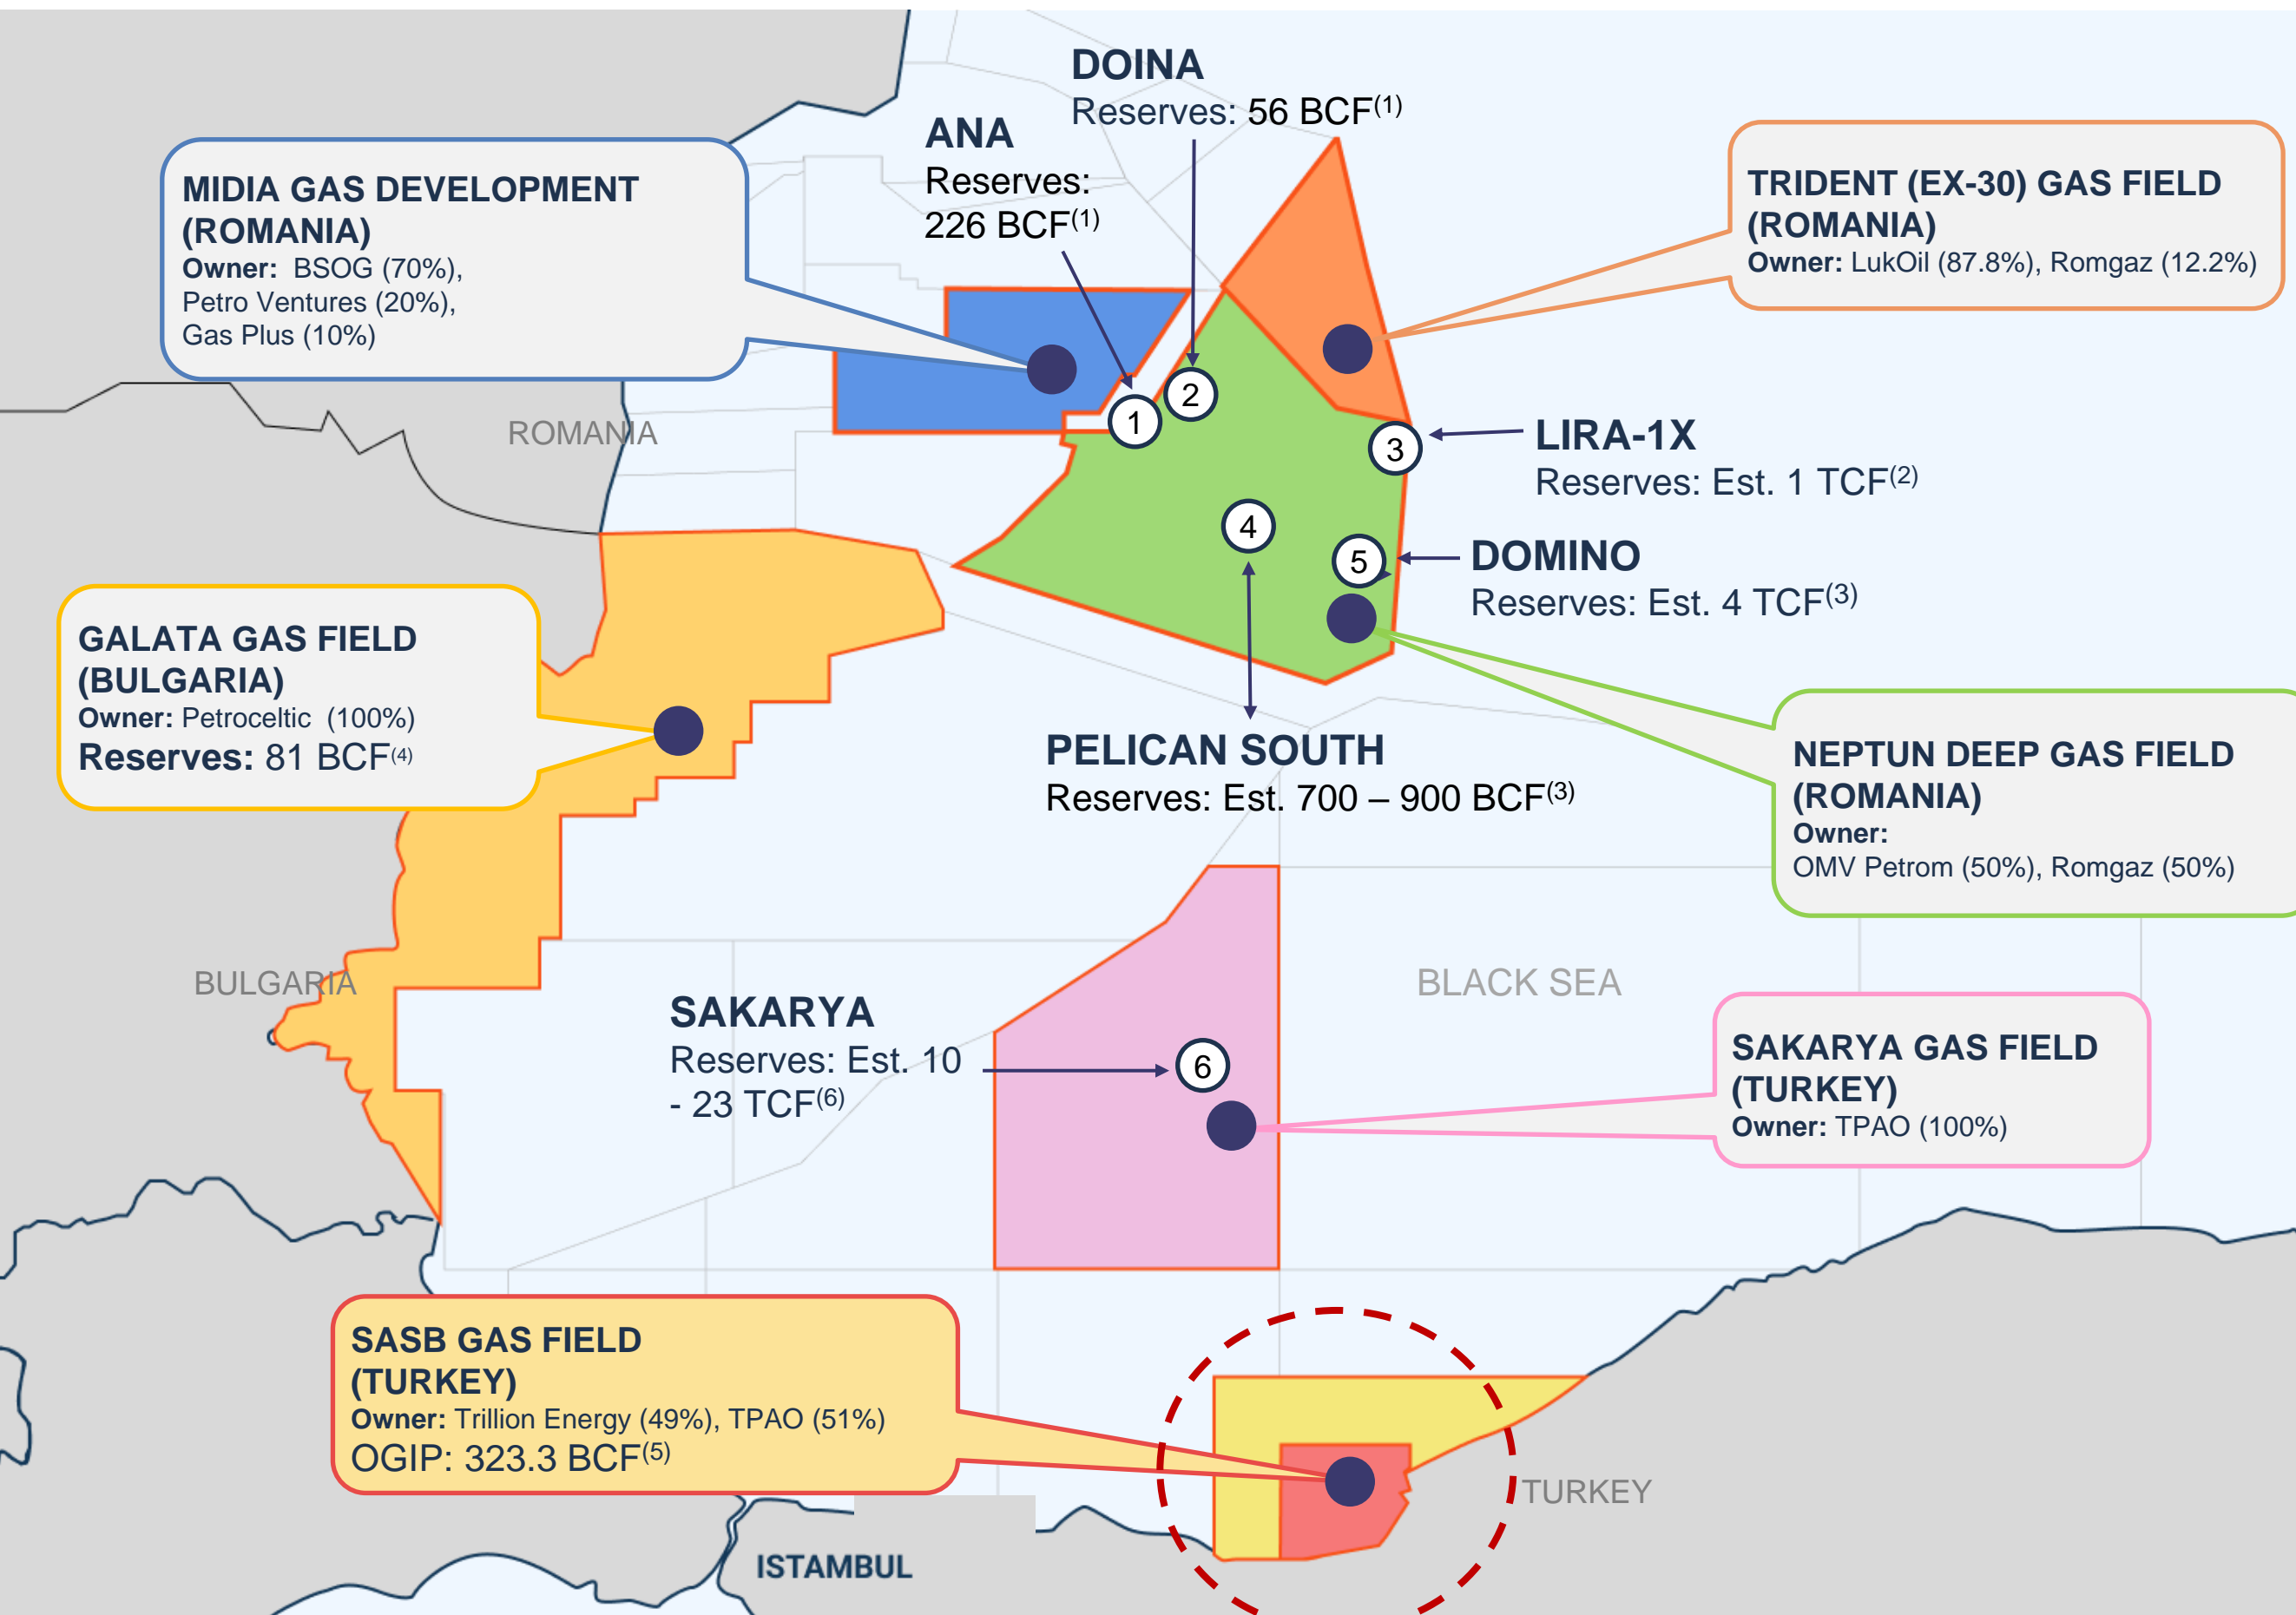 DOINA
Reserves: 56 BCF(1)
ANA
Reserves:
226 BCF(1)
MIDIA GAS DEVELOPMENT
(ROMANIA)
Owner:  BSOG (70%),
Petro Ventures (20%),
Gas Plus (10%)
TRIDENT (EX-30) GAS FIELD
(ROMANIA)
Owner: LukOil (87.8%), Romgaz (12.2%)
ROMANIA
1
2
3
4
5
LIRA-1X
Reserves: Est. 1 TCF(2)
DOMINO
Reserves: Est. 4 TCF(3)
GALATA GAS FIELD
(BULGARIA)
Owner: Petroceltic  (100%)
Reserves: 81 BCF(4)
PELICAN SOUTH
Reserves: Est. 700 – 900 BCF(3)
NEPTUN DEEP GAS FIELD
(ROMANIA)
Owner:
OMV Petrom (50%), Romgaz (50%)
BULGARIA
BLACK SEA
SAKARYA
Reserves: Est. 10
- 23 TCF(6)
6
SAKARYA GAS FIELD
(TURKEY)
Owner: TPAO (100%)
SASB GAS FIELD
(TURKEY)
Owner: Trillion Energy (49%), TPAO (51%)
OGIP: 323.3 BCF(5)
TURKEY
ISTAMBUL